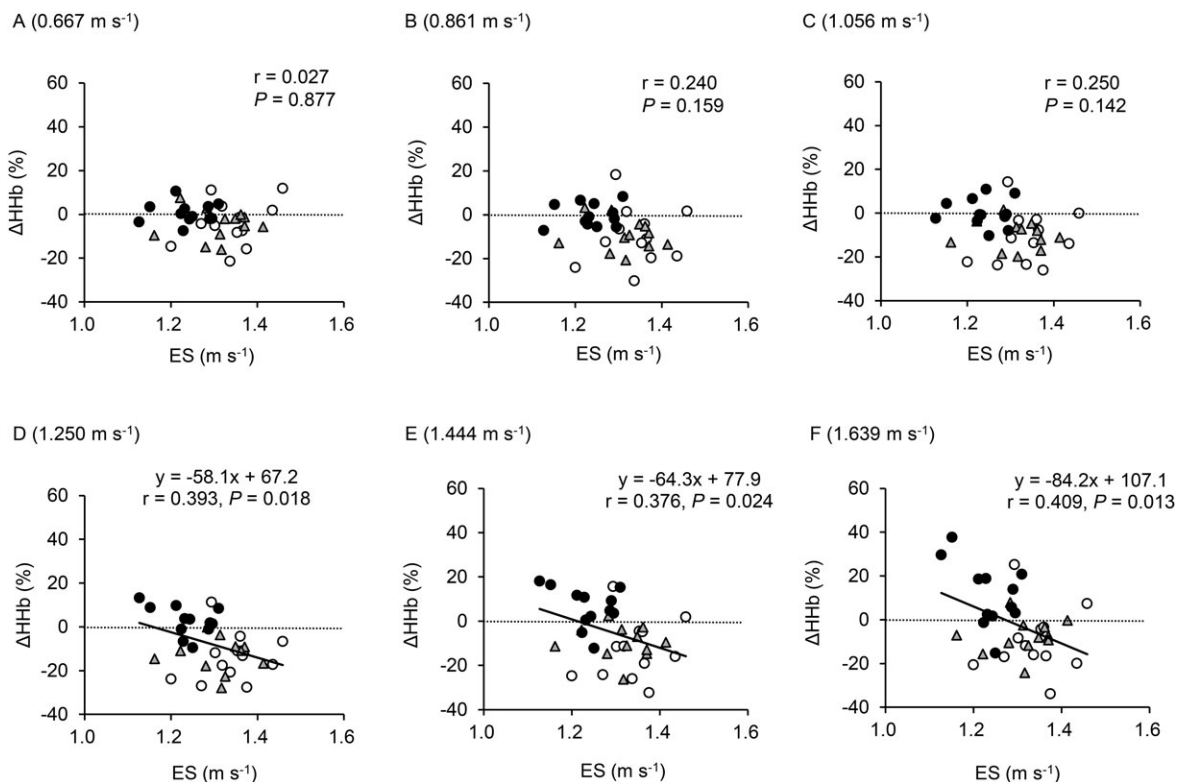 A (0.667 m s⁻¹)
r = 0.027
P = 0.877
60
40
20
0
-20
-40
ΔHHb (%)
1.0 1.2 1.4 1.6
ES (m s⁻¹)
B (0.861 m s⁻¹)
r = 0.240
P = 0.159
60
40
20
0
-20
-40
ΔHHb (%)
1.0 1.2 1.4 1.6
ES (m s⁻¹)
C (1.056 m s⁻¹)
r = 0.250
P = 0.142
60
40
20
0
-20
-40
ΔHHb (%)
1.0 1.2 1.4 1.6
ES (m s⁻¹)
D (1.250 m s⁻¹)
y = -58.1x + 67.2
r = 0.393, P = 0.018
60
40
20
0
-20
-40
ΔHHb (%)
1.0 1.2 1.4 1.6
ES (m s⁻¹)
E (1.444 m s⁻¹)
y = -64.3x + 77.9
r = 0.376, P = 0.024
60
40
20
0
-20
-40
ΔHHb (%)
1.0 1.2 1.4 1.6
ES (m s⁻¹)
F (1.639 m s⁻¹)
y = -84.2x + 107.1
r = 0.409, P = 0.013
60
40
20
0
-20
-40
ΔHHb (%)
1.0 1.2 1.4 1.6
ES (m s⁻¹)